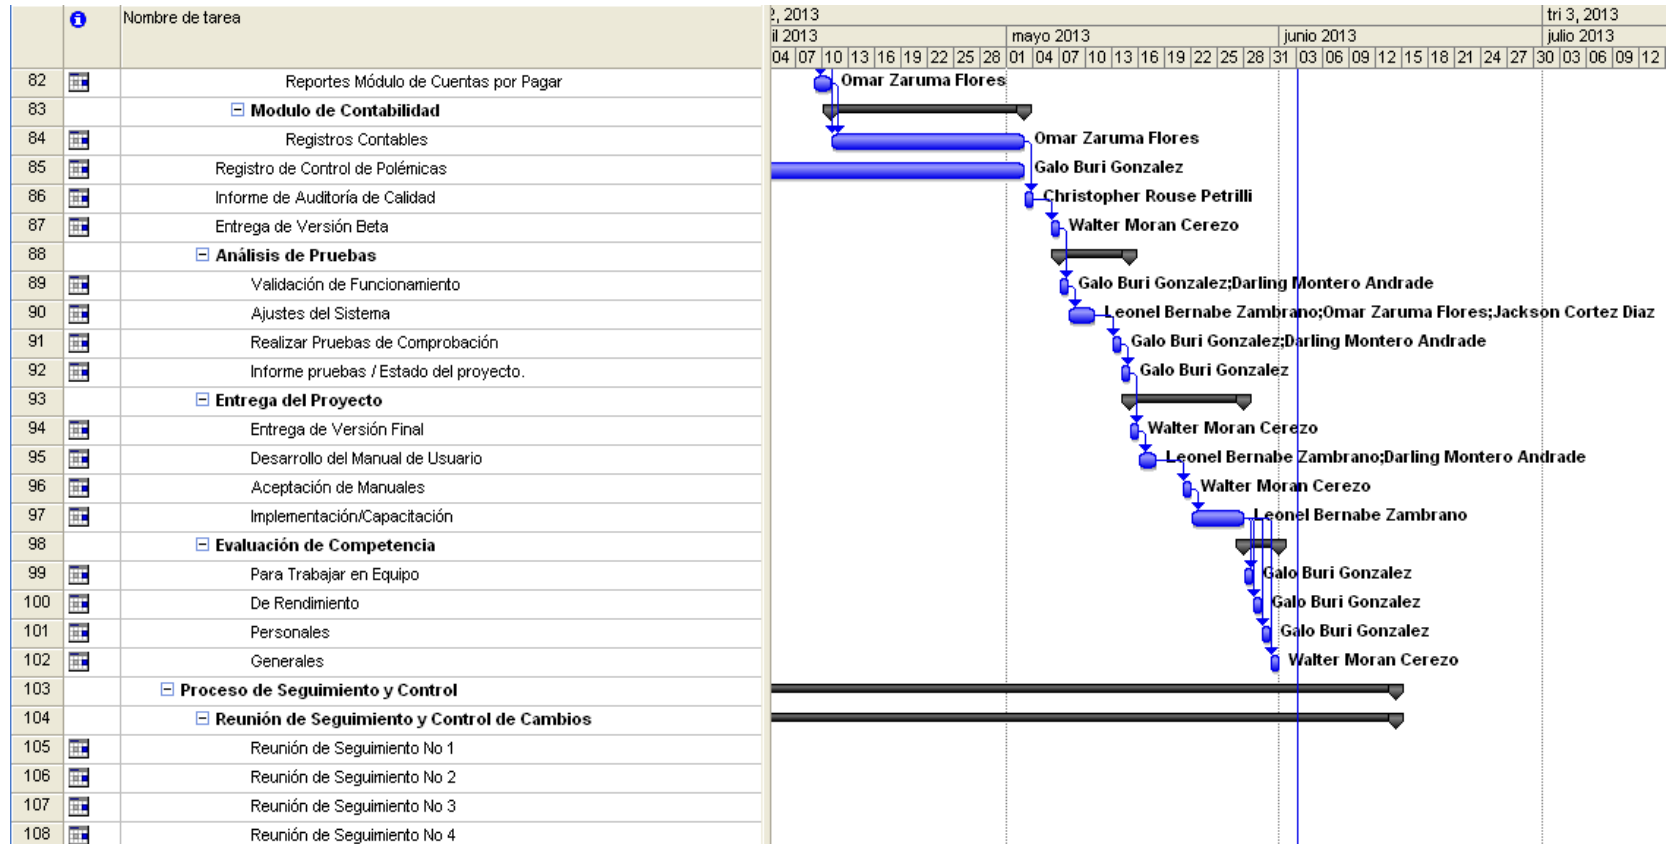 Nombre de tarea
2, 2013 tri 3, 2013
il 2013 mayo 2013 junio 2013 julio 2013
04 07 10 13 16 19 22 25 28 01 04 07 10 13 16 19 22 25 28 31 03 06 09 12 15 18 21 24 27 30 03 06 09 12
82 Reportes Módulo de Cuentas por Pagar Omar Zaruma Flores
83 Modulo de Contabilidad
84 Registros Contables Omar Zaruma Flores
85 Registro de Control de Polémicas Galo Buri Gonzalez
86 Informe de Auditoría de Calidad Christopher Rouse Petrilli
87 Entrega de Versión Beta Walter Moran Cerezo
88 Análisis de Pruebas
89 Validación de Funcionamiento Galo Buri Gonzalez;Darling Montero Andrade
90 Ajustes del Sistema Leonel Bernabe Zambrano;Omar Zaruma Flores;Jackson Cortez Diaz
91 Realizar Pruebas de Comprobación Galo Buri Gonzalez;Darling Montero Andrade
92 Informe pruebas / Estado del proyecto. Galo Buri Gonzalez
93 Entrega del Proyecto
94 Entrega de Versión Final Walter Moran Cerezo
95 Desarrollo del Manual de Usuario Leonel Bernabe Zambrano;Darling Montero Andrade
96 Aceptación de Manuales Walter Moran Cerezo
97 Implementación/Capacitación Leonel Bernabe Zambrano
98 Evaluación de Competencia
99 Para Trabajar en Equipo Galo Buri Gonzalez
100 De Rendimiento Galo Buri Gonzalez
101 Personales Galo Buri Gonzalez
102 Generales Walter Moran Cerezo
103 Proceso de Seguimiento y Control
104 Reunión de Seguimiento y Control de Cambios
105 Reunión de Seguimiento No 1
106 Reunión de Seguimiento No 2
107 Reunión de Seguimiento No 3
108 Reunión de Seguimiento No 4